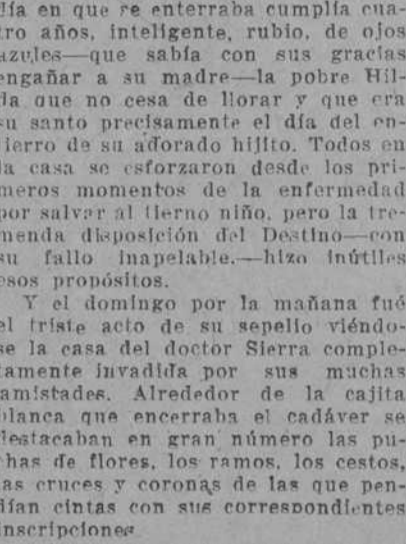 día en que se enterraba cumplía cua-
tro años, inteligente, rubio, de ojos
azules—que sabía con sus gracias
engañar a su madre—la pobre Hil-
da que no cesa de llorar y que era
su santo precisamente el día del en-
tierro de su adorado hijito. Todos en
la casa se esforzaron desde los pri-
meros momentos de la enfermedad
por salvar al tierno niño, pero la tre-
menda disposición del Destino—con
su fallo inapelable.—hizo inútiles
esos propósitos.
Y el domingo por la mañana fué
el triste acto de su sepelio viéndo-
se la casa del doctor Sierra comple-
tamente invadida por sus muchas
amistades. Alrededor de la cajita
blanca que encerraba el cadáver se
destacaban en gran número las pu-
chas de flores, los ramos, los cestos,
las cruces y coronas de las que pen-
dían cintas con sus correspondientes
inscripciones